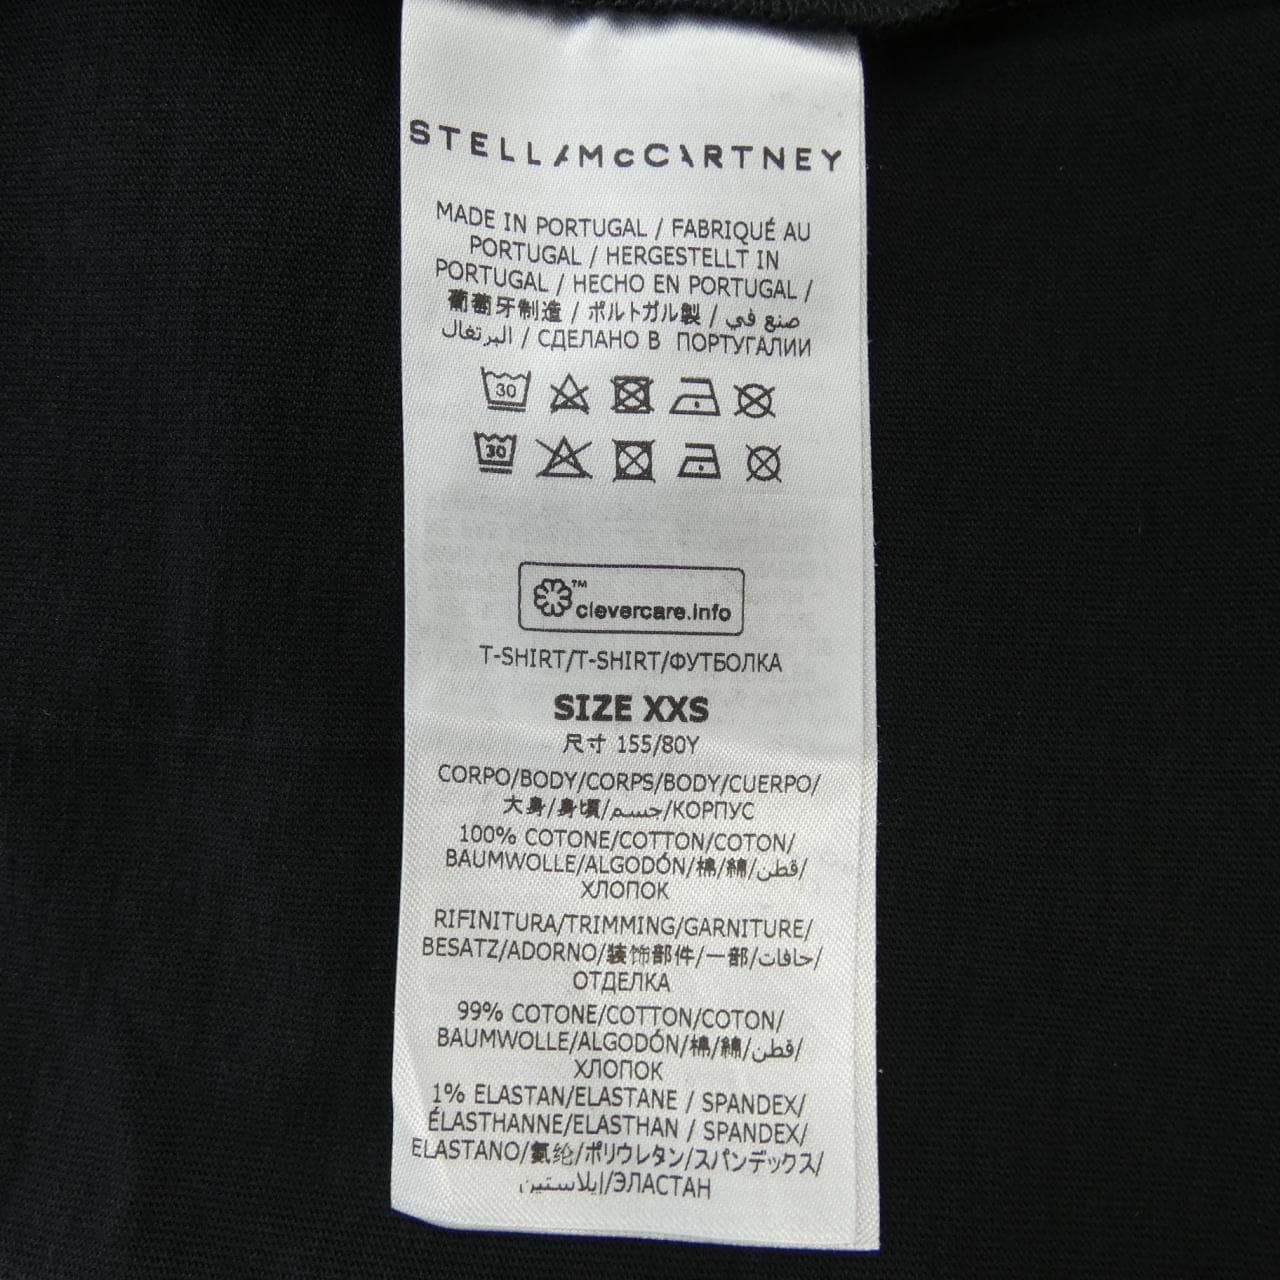 STELLAMcCARTNEY
MADE IN PORTUGAL / FABRIQUÉ AU
PORTUGAL / HERGESTELLT IN
PORTUGAL / HECHO EN PORTUGAL /
葡萄牙制造 / ポルトガル製 / صنع في
البرتغال / СДЕЛАНО В ПОРТУГАЛИИ
30
30
™
clevercare.info
T-SHIRT/T-SHIRT/ФУТБОЛКА
SIZE XXS
尺寸 155/80Y
CORPO/BODY/CORPS/BODY/CUERPO/
大身/身頃/جسم/КОРПУС
100% COTONE/COTTON/COTON/
BAUMWOLLE/ALGODÓN/棉/綿/قطن/
ХЛОПОК
RIFINITURA/TRIMMING/GARNITURE/
BESATZ/ADORNO/装饰部件/一部/حافات/
ОТДЕЛКА
99% COTONE/COTTON/COTON/
BAUMWOLLE/ALGODÓN/棉/綿/قطن/
ХЛОПОК
1% ELASTAN/ELASTANE / SPANDEX/
ÉLASTHANNE/ELASTHAN / SPANDEX/
ELASTANO/氨纶/ポリウレタン/スパンデックス/
إيلاستين/ЭЛАСТАН